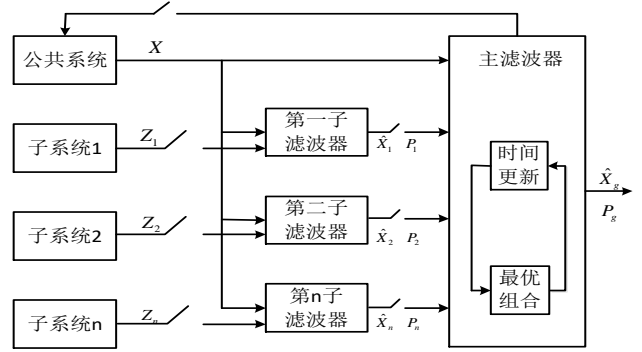 公共系统
X
主滤波器
子系统1
Z₁
第一子
滤波器
X̂₁ P₁
时间
更新
子系统2
Z₂
第二子
滤波器
X̂₂ P₂
X̂g
Pg
最优
组合
子系统n
Zₙ
第n子
滤波器
X̂ₙ Pₙ